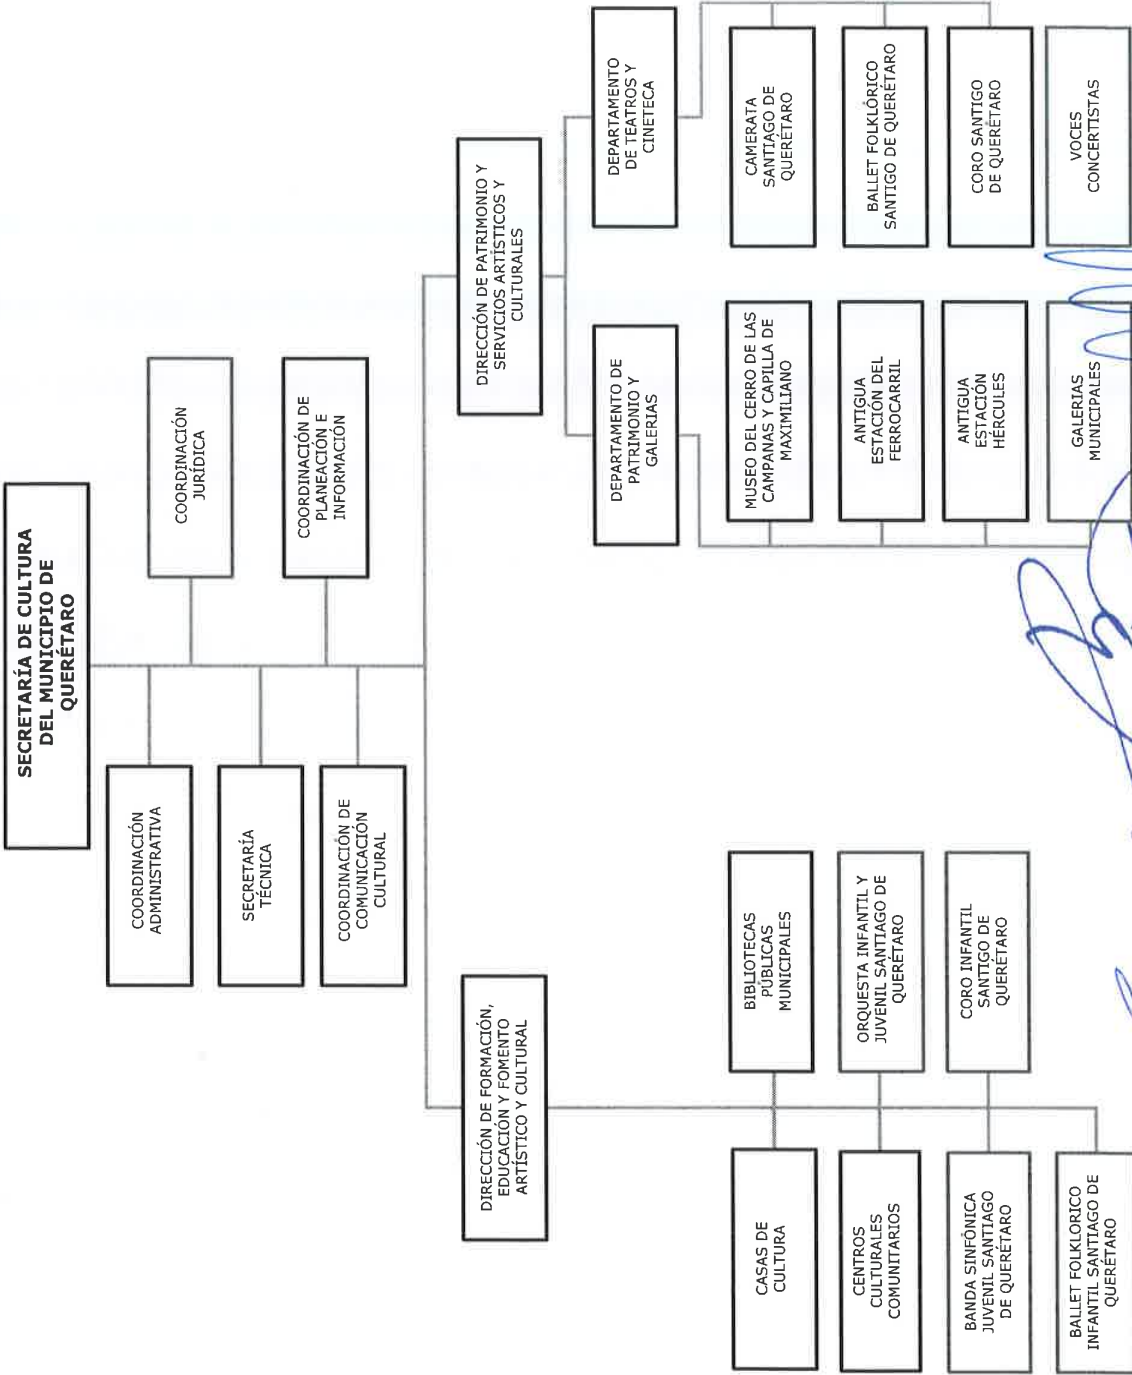 SECRETARÍA DE CULTURA
DEL MUNICIPIO DE
QUERÉTARO
COORDINACIÓN
ADMINISTRATIVA
COORDINACIÓN
JURÍDICA
SECRETARÍA
TÉCNICA
COORDINACIÓN DE
PLANEACIÓN E
INFORMACIÓN
COORDINACIÓN DE
COMUNICACIÓN
CULTURAL
DIRECCIÓN DE FORMACIÓN,
EDUCACIÓN Y FOMENTO
ARTÍSTICO Y CULTURAL
CASAS DE
CULTURA
BIBLIOTECAS
PÚBLICAS
MUNICIPALES
CENTROS
CULTURALES
COMUNITARIOS
ORQUESTA INFANTIL Y
JUVENIL SANTIAGO DE
QUERÉTARO
BANDA SINFÓNICA
JUVENIL SANTIAGO
DE QUERÉTARO
CORO INFANTIL
SANTIGO DE
QUERÉTARO
BALLET FOLKLORICO
INFANTIL SANTIAGO DE
QUERÉTARO
DIRECCIÓN DE PATRIMONIO Y
SERVICIOS ARTÍSTICOS Y
CULTURALES
DEPARTAMENTO DE
PATRIMONIO Y
GALERIAS
MUSEO DEL CERRO DE LAS
CAMPANAS Y CAPILLA DE
MAXIMILIANO
ANTIGUA
ESTACIÓN DEL
FERROCARRIL
ANTIGUA
ESTACIÓN
HÉRCULES
GALERIAS
MUNICIPALES
DEPARTAMENTO
DE TEATROS Y
CINETECA
CAMERATA
SANTIAGO DE
QUERÉTARO
BALLET FOLKLÓRICO
SANTIGO DE QUERÉTARO
CORO SANTIGO
DE QUERÉTARO
VOCES
CONCERTISTAS